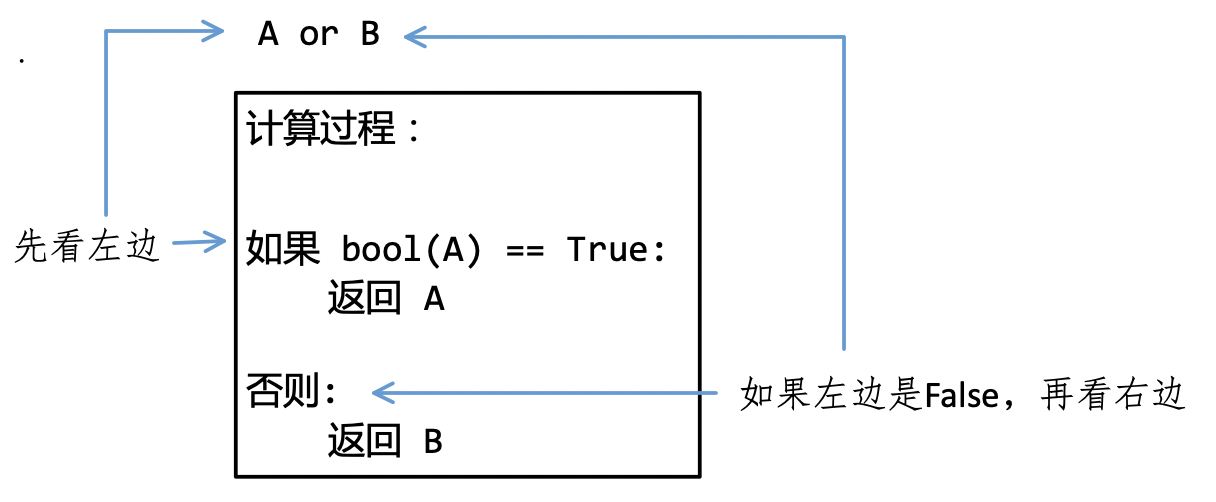 A or B
计算过程：
先看左边
如果 bool(A) == True:
返回 A
否则:
如果左边是False，再看右边
返回 B